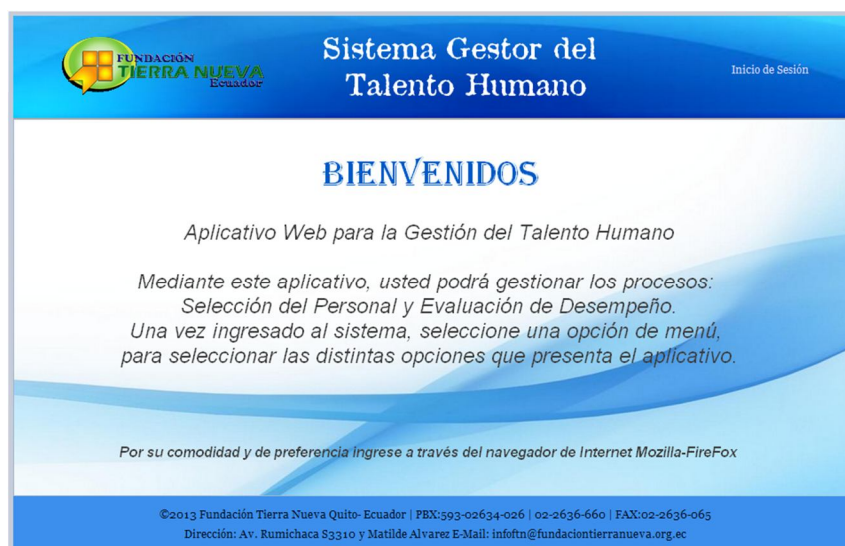 FUNDACIÓN
TIERRA NUEVA
Ecuador
Sistema Gestor del
Talento Humano
Inicio de Sesión
BIENVENIDOS
Aplicativo Web para la Gestión del Talento Humano
Mediante este aplicativo, usted podrá gestionar los procesos:
Selección del Personal y Evaluación de Desempeño.
Una vez ingresado al sistema, seleccione una opción de menú,
para seleccionar las distintas opciones que presenta el aplicativo.
Por su comodidad y de preferencia ingrese a través del navegador de Internet Mozilla-FireFox
©2013 Fundación Tierra Nueva Quito- Ecuador | PBX:593-02634-026 | 02-2636-660 | FAX:02-2636-065
Dirección: Av. Rumichaca S3310 y Matilde Alvarez E-Mail: infoftn@fundaciontierranueva.org.ec